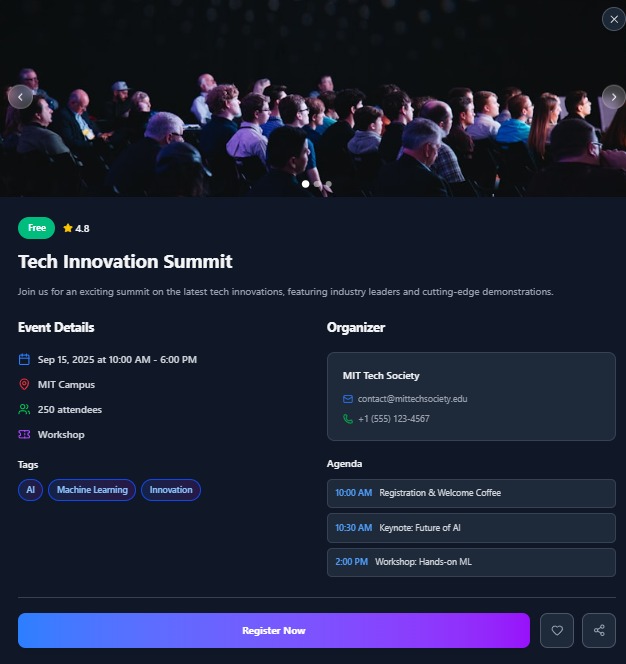 Free 4.8
Tech Innovation Summit
Join us for an exciting summit on the latest tech innovations, featuring industry leaders and cutting-edge demonstrations.
Event Details
Sep 15, 2025 at 10:00 AM - 6:00 PM
MIT Campus
250 attendees
Workshop
Tags
AI Machine Learning Innovation
Organizer
MIT Tech Society
contact@mittechsociety.edu
+1 (555) 123-4567
Agenda
10:00 AM Registration & Welcome Coffee
10:30 AM Keynote: Future of AI
2:00 PM Workshop: Hands-on ML
Register Now